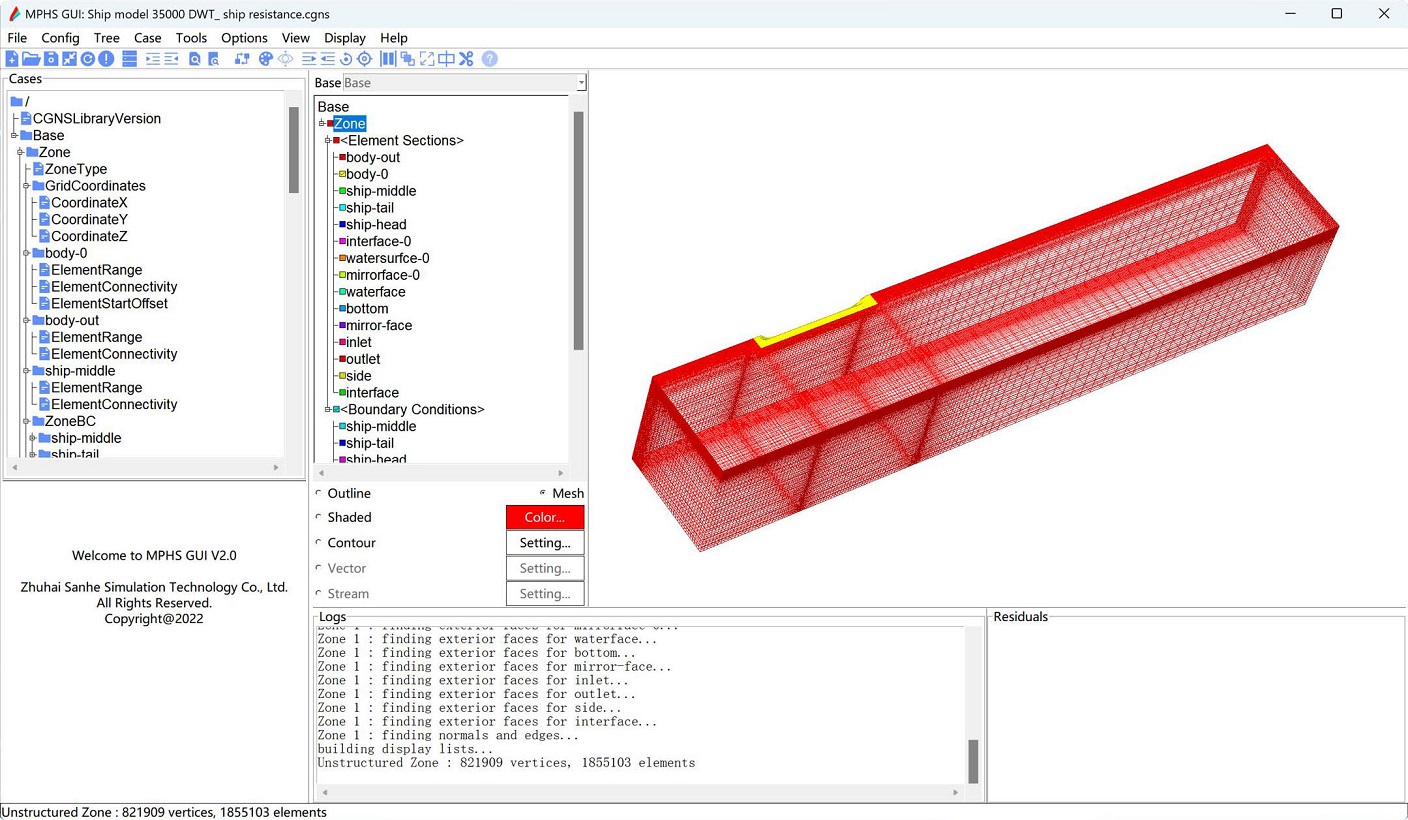 MPHS GUI: Ship model 35000 DWT_ ship resistance.cgns
File Config Tree Case Tools Options View Display Help
Cases
/
CGNSLibraryVersion
Base
Zone
ZoneType
GridCoordinates
CoordinateX
CoordinateY
CoordinateZ
body-0
ElementRange
ElementConnectivity
ElementStartOffset
body-out
ElementRange
ElementConnectivity
ship-middle
ElementRange
ElementConnectivity
ZoneBC
ship-middle
ship-tail
Welcome to MPHS GUI V2.0
Zhuhai Sanhe Simulation Technology Co., Ltd.
All Rights Reserved.
Copyright@2022
Base Base
Base
Zone
<Element Sections>
body-out
body-0
ship-middle
ship-tail
ship-head
interface-0
watersurfce-0
mirrorface-0
waterface
bottom
mirror-face
inlet
outlet
side
interface
<Boundary Conditions>
ship-middle
ship-tail
ship-head
Outline Mesh
Shaded Color...
Contour Setting...
Vector Setting...
Stream Setting...
Logs
Zone 1 : finding exterior faces for mirrorface-0...
Zone 1 : finding exterior faces for waterface...
Zone 1 : finding exterior faces for bottom...
Zone 1 : finding exterior faces for mirror-face...
Zone 1 : finding exterior faces for inlet...
Zone 1 : finding exterior faces for outlet...
Zone 1 : finding exterior faces for side...
Zone 1 : finding exterior faces for interface...
Zone 1 : finding normals and edges...
building display lists...
Unstructured Zone : 821909 vertices, 1855103 elements
Residuals
Unstructured Zone : 821909 vertices, 1855103 elements